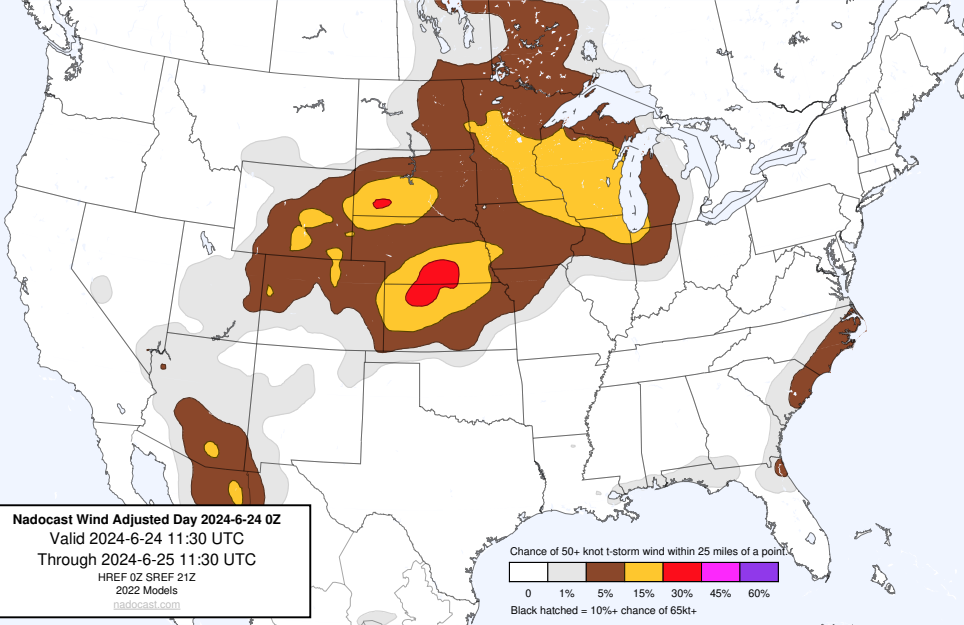 Nadocast Wind Adjusted Day 2024-6-24 0Z
Valid 2024-6-24 11:30 UTC
Through 2024-6-25 11:30 UTC
HREF 0Z SREF 21Z
2022 Models
nadocast.com
Chance of 50+ knot t-storm wind within 25 miles of a point.
0 1% 5% 15% 30% 45% 60%
Black hatched = 10%+ chance of 65kt+